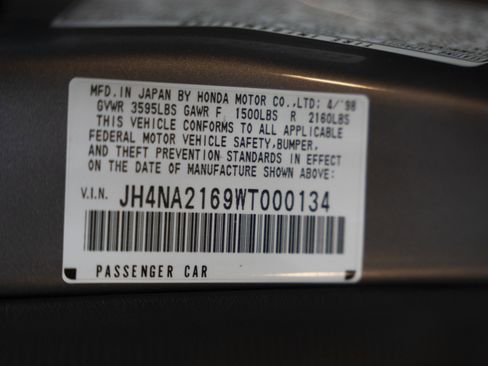 MFD. IN JAPAN BY HONDA MOTOR CO.,LTD: 4/'98
GVWR 3595LBS GAWR F 1500LBS R 2160LBS
THIS VEHICLE CONFORMS TO ALL APPLICABLE
FEDERAL MOTOR VEHICLE SAFETY,BUMPER,
AND THEFT PREVENTION STANDARDS IN EFFECT
ON THE DATE OF MANUFACTURE SHOWN ABOVE:
V.I.N. JH4NA2169WT000134
PASSENGER CAR